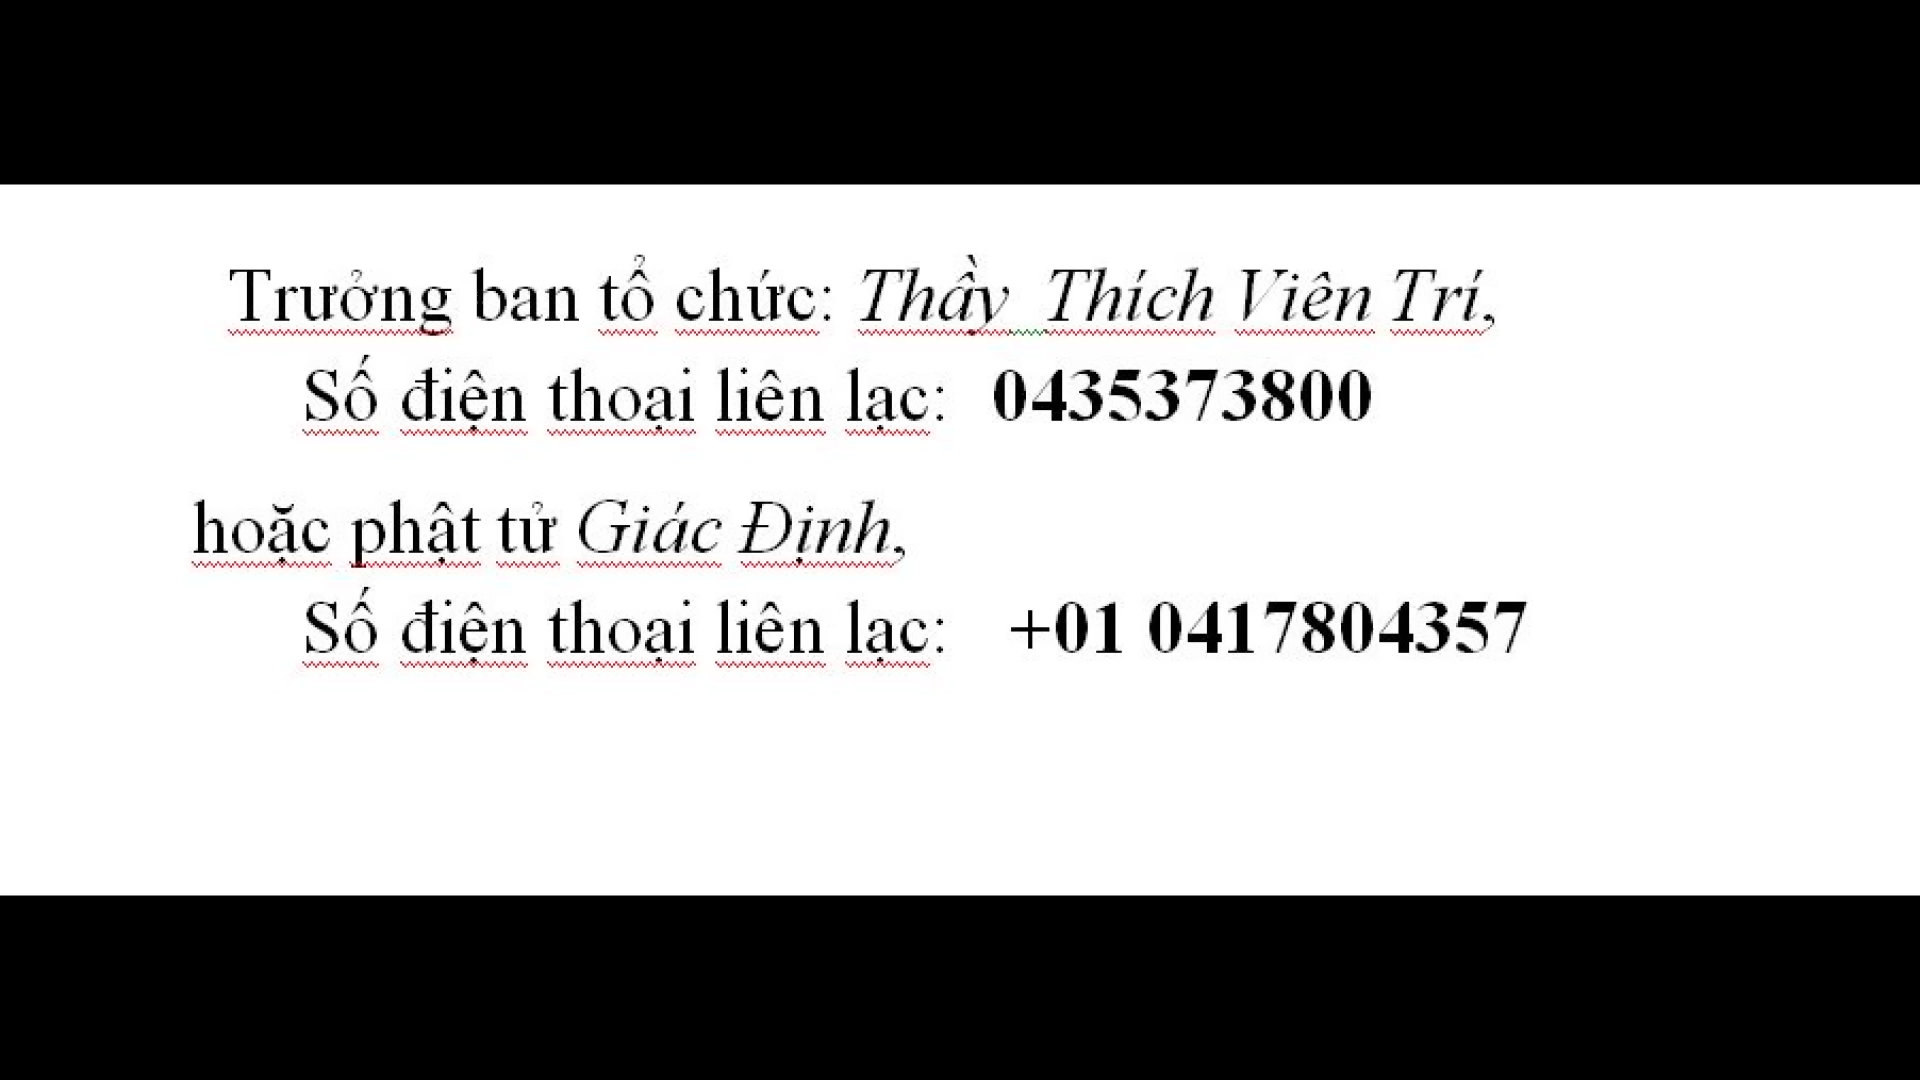 Trưởng ban tổ chức: Thầy  Thích Viên Trí,
Số điện thoại liên lạc: 0435373800
hoặc phật tử Giác Định,
Số điện thoại liên lạc: +01 0417804357